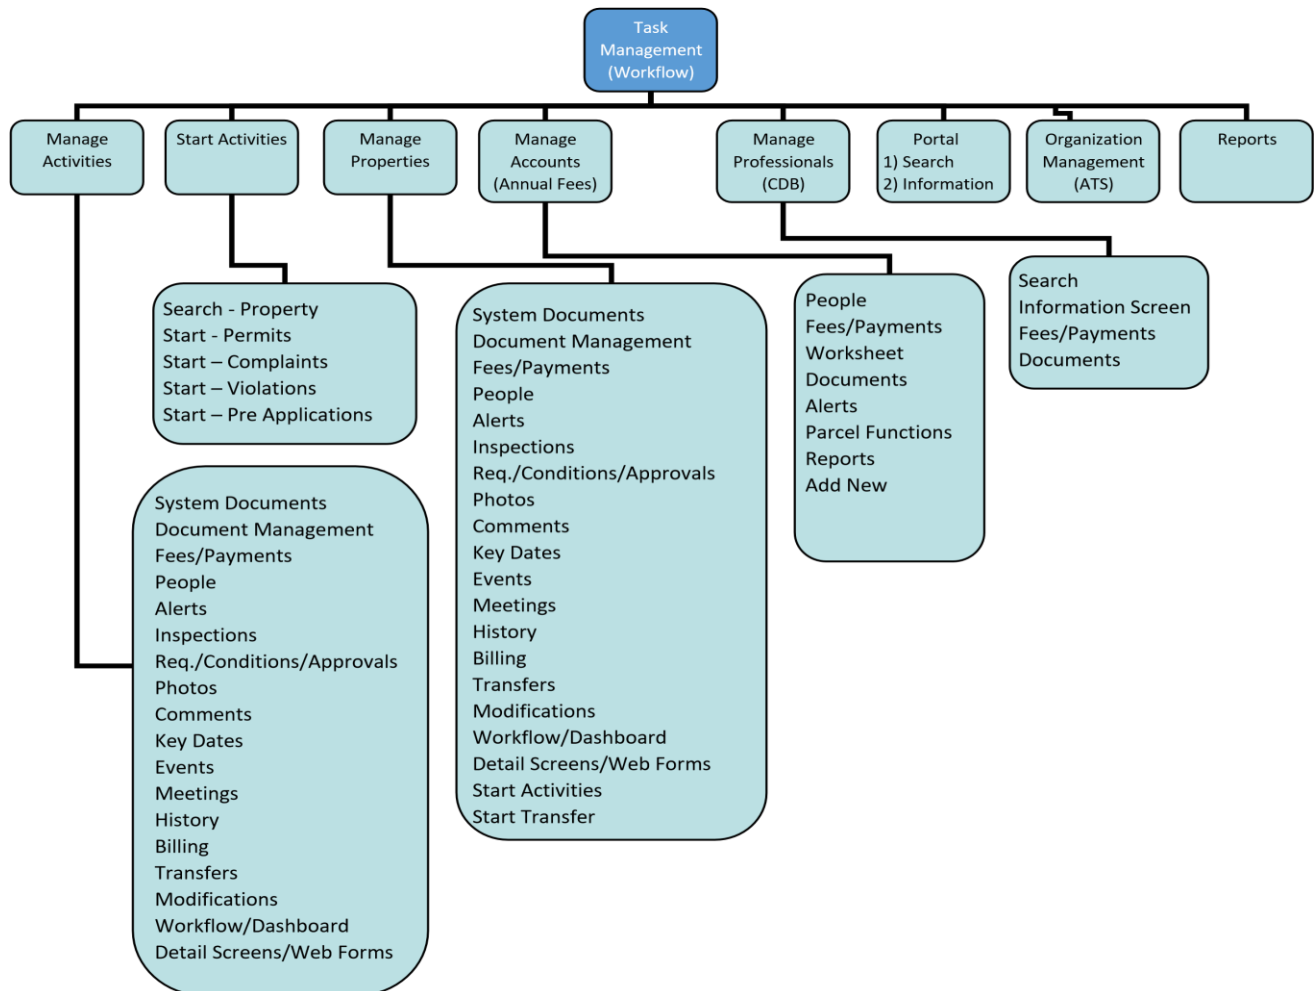 Task
Management
(Workflow)
Manage
Activities
Start Activities
Manage
Properties
Manage
Accounts
(Annual Fees)
Manage
Professionals
(CDB)
Portal
1) Search
2) Information
Organization
Management
(ATS)
Reports
Search - Property
Start - Permits
Start – Complaints
Start – Violations
Start – Pre Applications
System Documents
Document Management
Fees/Payments
People
Alerts
Inspections
Req./Conditions/Approvals
Photos
Comments
Key Dates
Events
Meetings
History
Billing
Transfers
Modifications
Workflow/Dashboard
Detail Screens/Web Forms
Start Activities
Start Transfer
People
Fees/Payments
Worksheet
Documents
Alerts
Parcel Functions
Reports
Add New
Search
Information Screen
Fees/Payments
Documents
System Documents
Document Management
Fees/Payments
People
Alerts
Inspections
Req./Conditions/Approvals
Photos
Comments
Key Dates
Events
Meetings
History
Billing
Transfers
Modifications
Workflow/Dashboard
Detail Screens/Web Forms